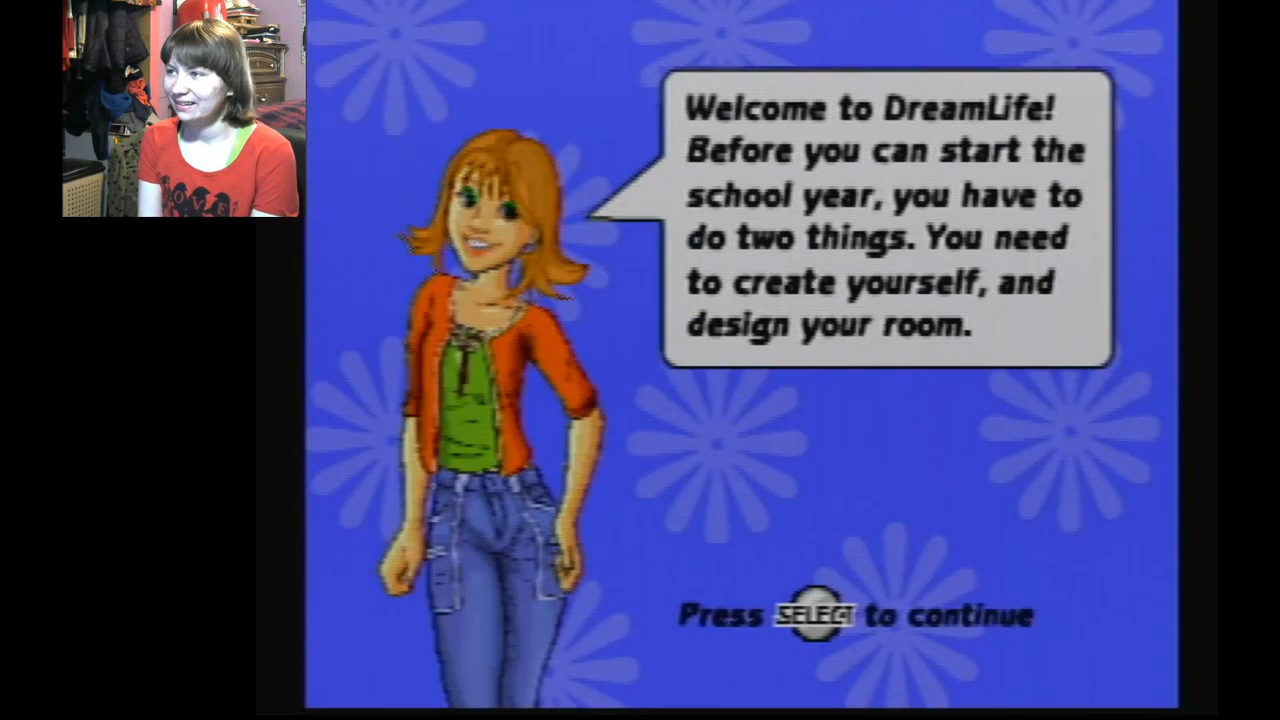 Welcome to DreamLife!
Before you can start the
school year, you have to
do two things. You need
to create yourself, and
design your room.
Press SELECT to continue
LOVE